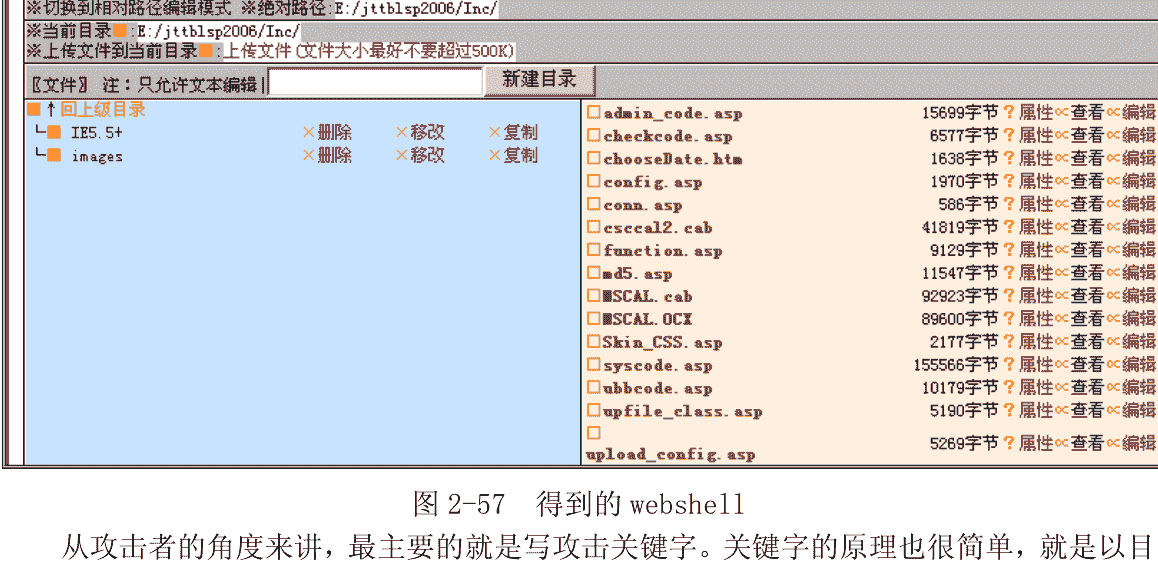 ※切换到相对路径编辑模式 ※绝对路径:E:/jttblsp2006/Inc/
※当前目录:E:/jttblsp2006/Inc/
※上传文件到当前目录:上传文件(文件大小最好不要超过500K)
〖文件〗 注：只允许文本编辑| 新建目录
↑回上级目录
IE5.5+ ×删除 ×移改 ×复制
images ×删除 ×移改 ×复制
admin_code.asp 15699字节?属性∝查看∝编辑
checkcode.asp 6577字节?属性∝查看∝编辑
chooseDate.htm 1638字节?属性∝查看∝编辑
config.asp 1970字节?属性∝查看∝编辑
conn.asp 586字节?属性∝查看∝编辑
csccal2.cab 41819字节?属性∝查看∝编辑
function.asp 9129字节?属性∝查看∝编辑
md5.asp 11547字节?属性∝查看∝编辑
MSCAL.cab 92923字节?属性∝查看∝编辑
MSCAL.OCX 89600字节?属性∝查看∝编辑
Skin_CSS.asp 2177字节?属性∝查看∝编辑
syscode.asp 155566字节?属性∝查看∝编辑
ubbcode.asp 10179字节?属性∝查看∝编辑
upfile_class.asp 5190字节?属性∝查看∝编辑
upload_config.asp 5269字节?属性∝查看∝编辑
图 2-57 得到的 webshell
从攻击者的角度来讲，最主要的就是写攻击关键字。关键字的原理也很简单，就是以目